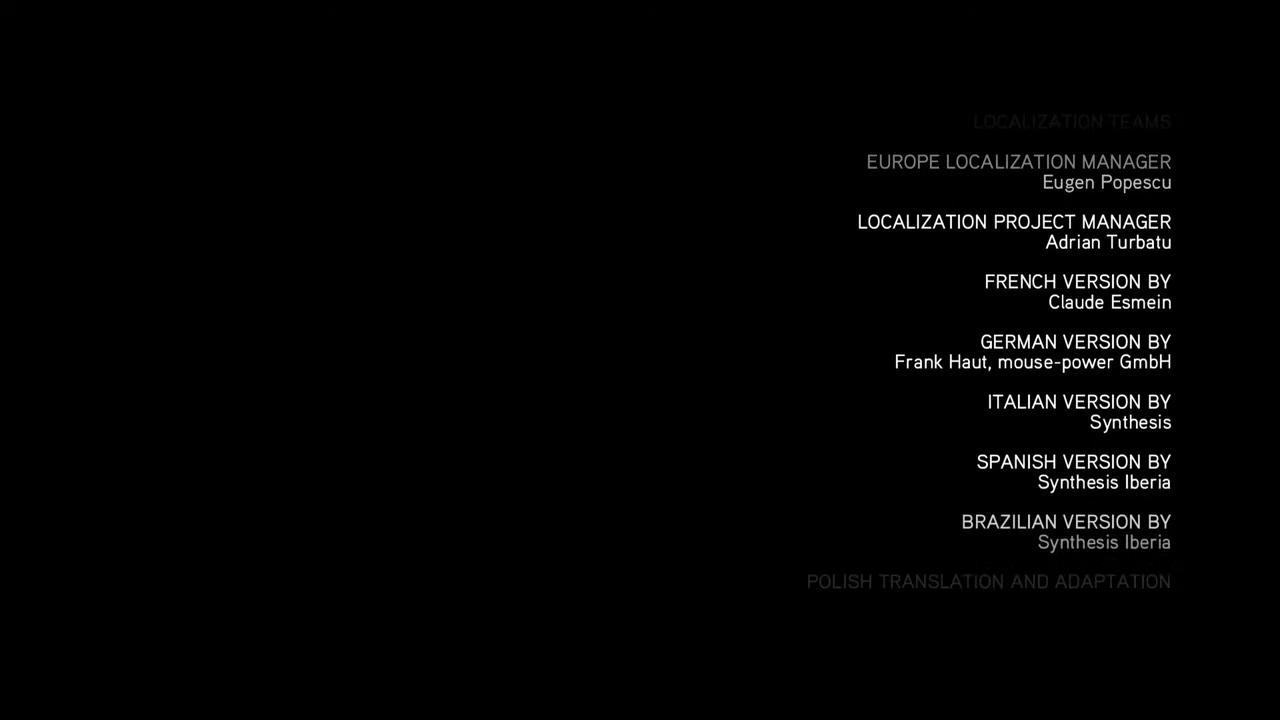 LOCALIZATION TEAMS
EUROPE LOCALIZATION MANAGER
Eugen Popescu
LOCALIZATION PROJECT MANAGER
Adrian Turbatu
FRENCH VERSION BY
Claude Esmein
GERMAN VERSION BY
Frank Haut, mouse-power GmbH
ITALIAN VERSION BY
Synthesis
SPANISH VERSION BY
Synthesis Iberia
BRAZILIAN VERSION BY
Synthesis Iberia
POLISH TRANSLATION AND ADAPTATION